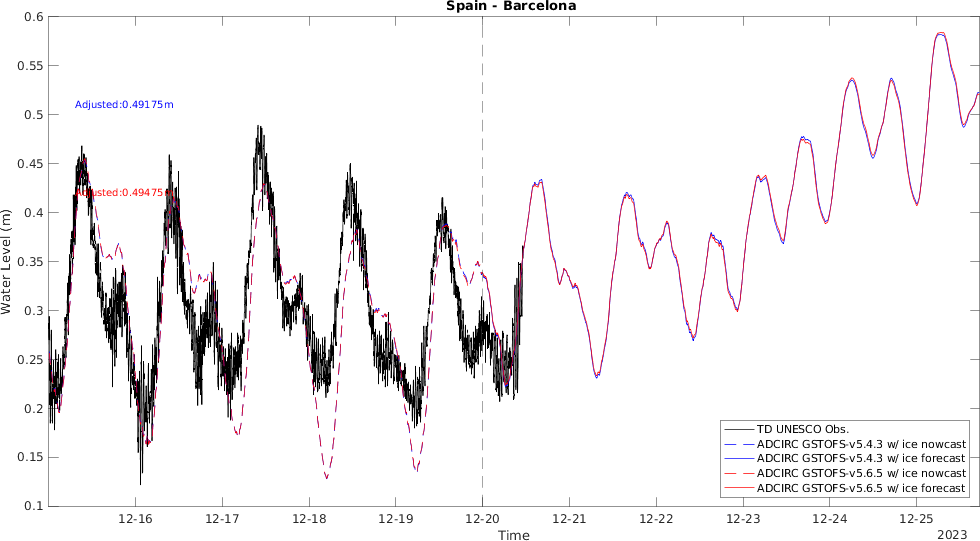 Spain - Barcelona
0.6
0.55
0.5
0.45
0.4
0.35
0.3
0.25
0.2
0.15
0.1
Water Level (m)
Adjusted:0.49175m
Adjusted:0.49475
TD UNESCO Obs.
ADCIRC GSTOFS-v5.4.3 w/ ice nowcast
ADCIRC GSTOFS-v5.4.3 w/ ice forecast
ADCIRC GSTOFS-v5.6.5 w/ ice nowcast
ADCIRC GSTOFS-v5.6.5 w/ ice forecast
12-16 12-17 12-18 12-19 12-20 12-21 12-22 12-23 12-24 12-25
Time
2023